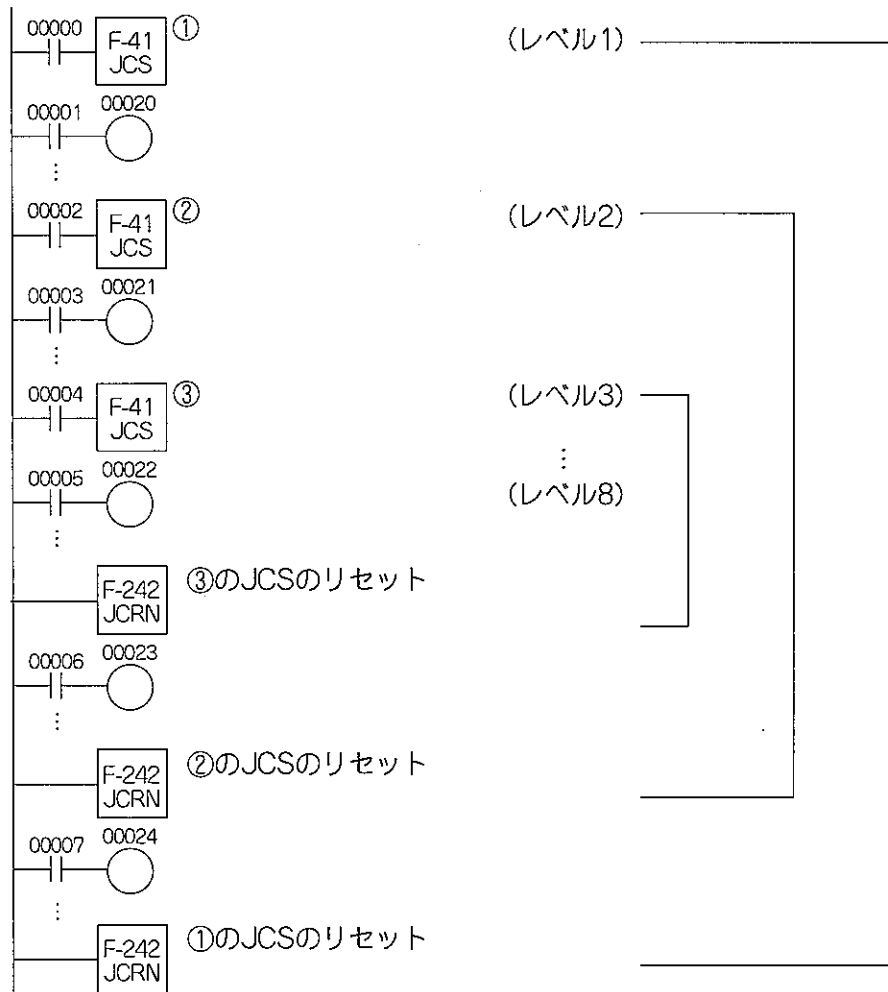 00000 F-41 JCS ① (レベル1)
00001 00020
⋮
00002 F-41 JCS ② (レベル2)
00003 00021
⋮
00004 F-41 JCS ③ (レベル3)
⋮
00005 00022 (レベル8)
⋮
F-242 JCRN ③のJCSのリセット
00006 00023
⋮
F-242 JCRN ②のJCSのリセット
00007 00024
⋮
F-242 JCRN ①のJCSのリセット